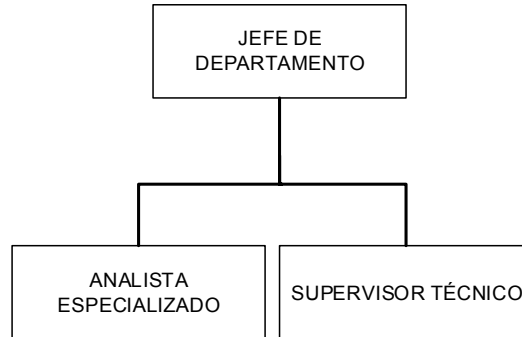 JEFE DE
DEPARTAMENTO
ANALISTA
ESPECIALIZADO
SUPERVISOR TÉCNICO